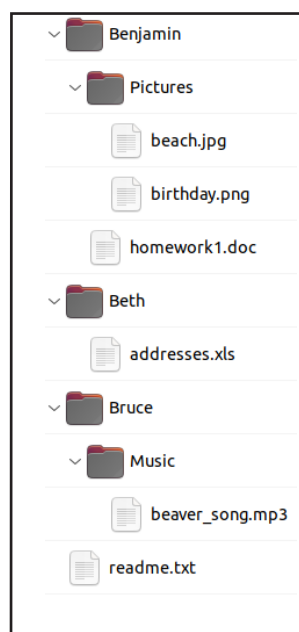 Benjamin
Pictures
beach.jpg
birthday.png
homework1.doc
Beth
addresses.xls
Bruce
Music
beaver_song.mp3
readme.txt